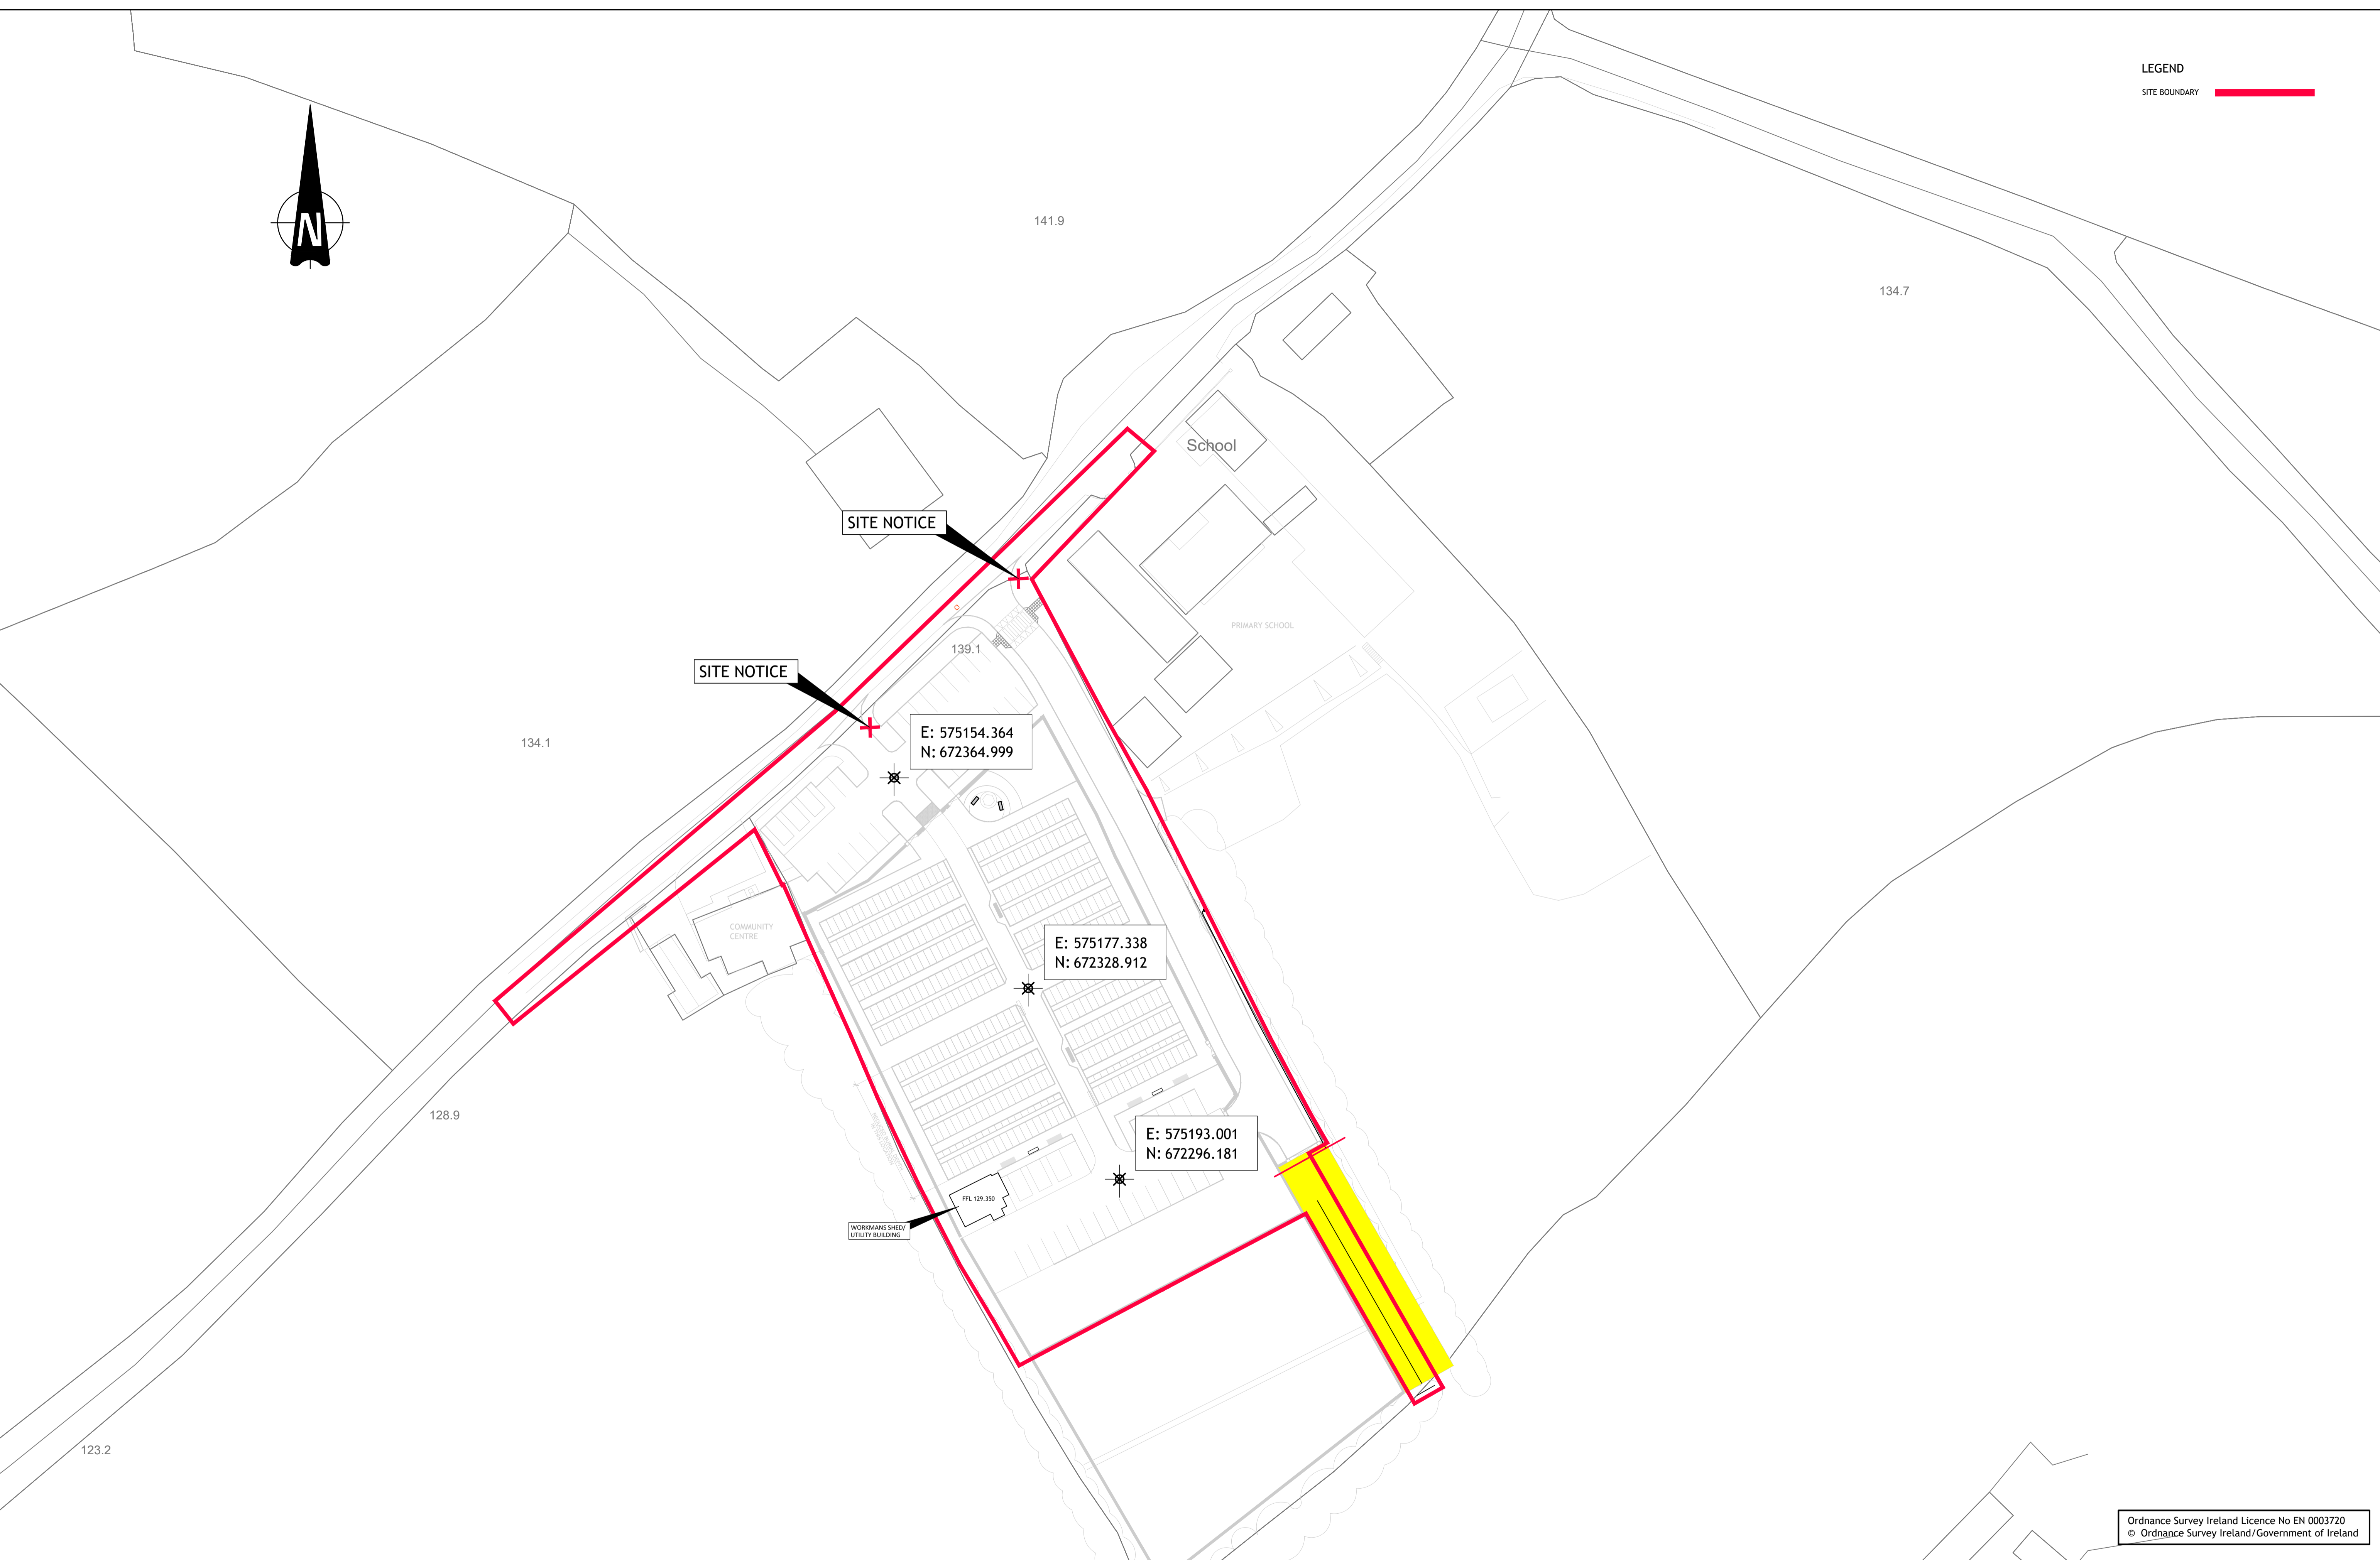 LEGEND
SITE BOUNDARY
N
141.9
134.7
School
SITE NOTICE
PRIMARY SCHOOL
139.1
SITE NOTICE
E: 575154.364
N: 672364.999
134.1
COMMUNITY
CENTRE
E: 575177.338
N: 672328.912
128.9
E: 575193.001
N: 672296.181
FFL 129.350
WORKMANS SHED/
UTILITY BUILDING
123.2
Ordnance Survey Ireland Licence No EN 0003720
© Ordnance Survey Ireland/Government of Ireland